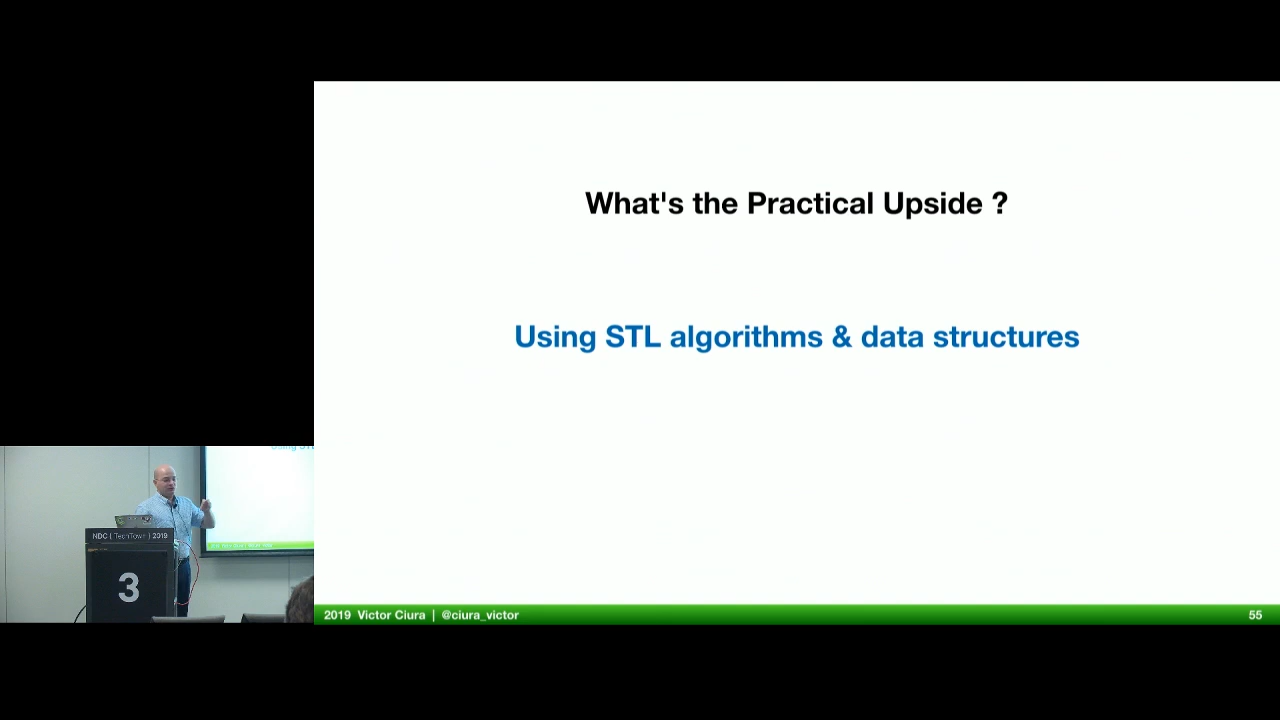 What's the Practical Upside ?
Using STL algorithms & data structures
NDC { TechTown } 2019
3
2019 Victor Ciura | @ciura_victor
55